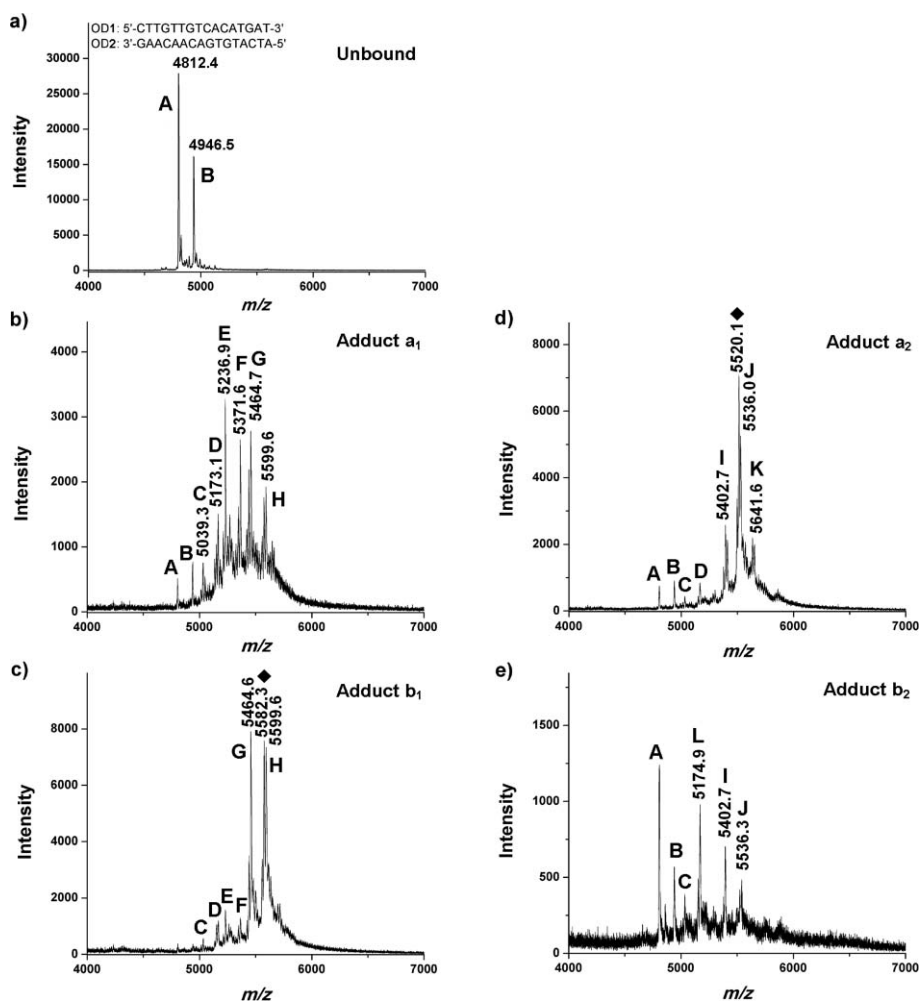 a)
OD1: 5'-CTTGTTGTCACATGAT-3'
OD2: 3'-GAACAACAGTGTACTA-5'
Unbound
4812.4
A
4946.5
B
Intensity
30000
25000
20000
15000
10000
5000
0
4000 5000 6000 7000
m/z
b)
Adduct a1
E
5236.9
F
5371.6
G
5464.7
D
5173.1
C
5039.3
5599.6
H
B
A
Intensity
4000
3000
2000
1000
0
4000 5000 6000 7000
m/z
c)
Adduct b1
5464.6
◆
5582.3
5599.6
G
H
C
D
E
F
Intensity
8000
6000
4000
2000
0
4000 5000 6000 7000
m/z
d)
Adduct a2
◆
5520.1
J
5536.0
I
5402.7
K
5641.6
A
B
C
D
Intensity
8000
6000
4000
2000
0
4000 5000 6000 7000
m/z
e)
Adduct b2
A
L
5174.9
I
5402.7
J
5536.3
B
C
Intensity
1500
1000
500
0
4000 5000 6000 7000
m/z